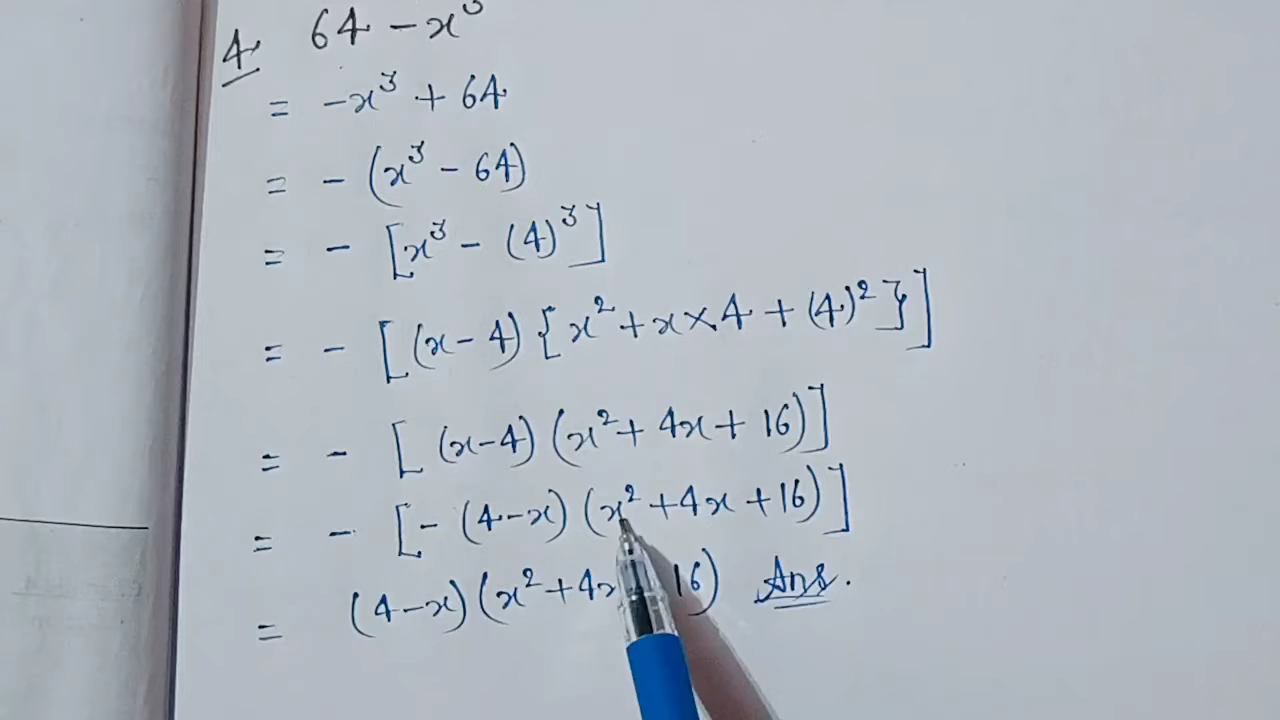 4. 64 - x³
= -x³ + 64
= - (x³ - 64)
= - [x³ - (4)³]
= - [(x - 4) {x² + x × 4 + (4)²}]
= - [(x-4) (x² + 4x + 16)]
= - [- (4-x) (x² + 4x + 16)]
= (4-x) (x² + 4x 16) Ans.